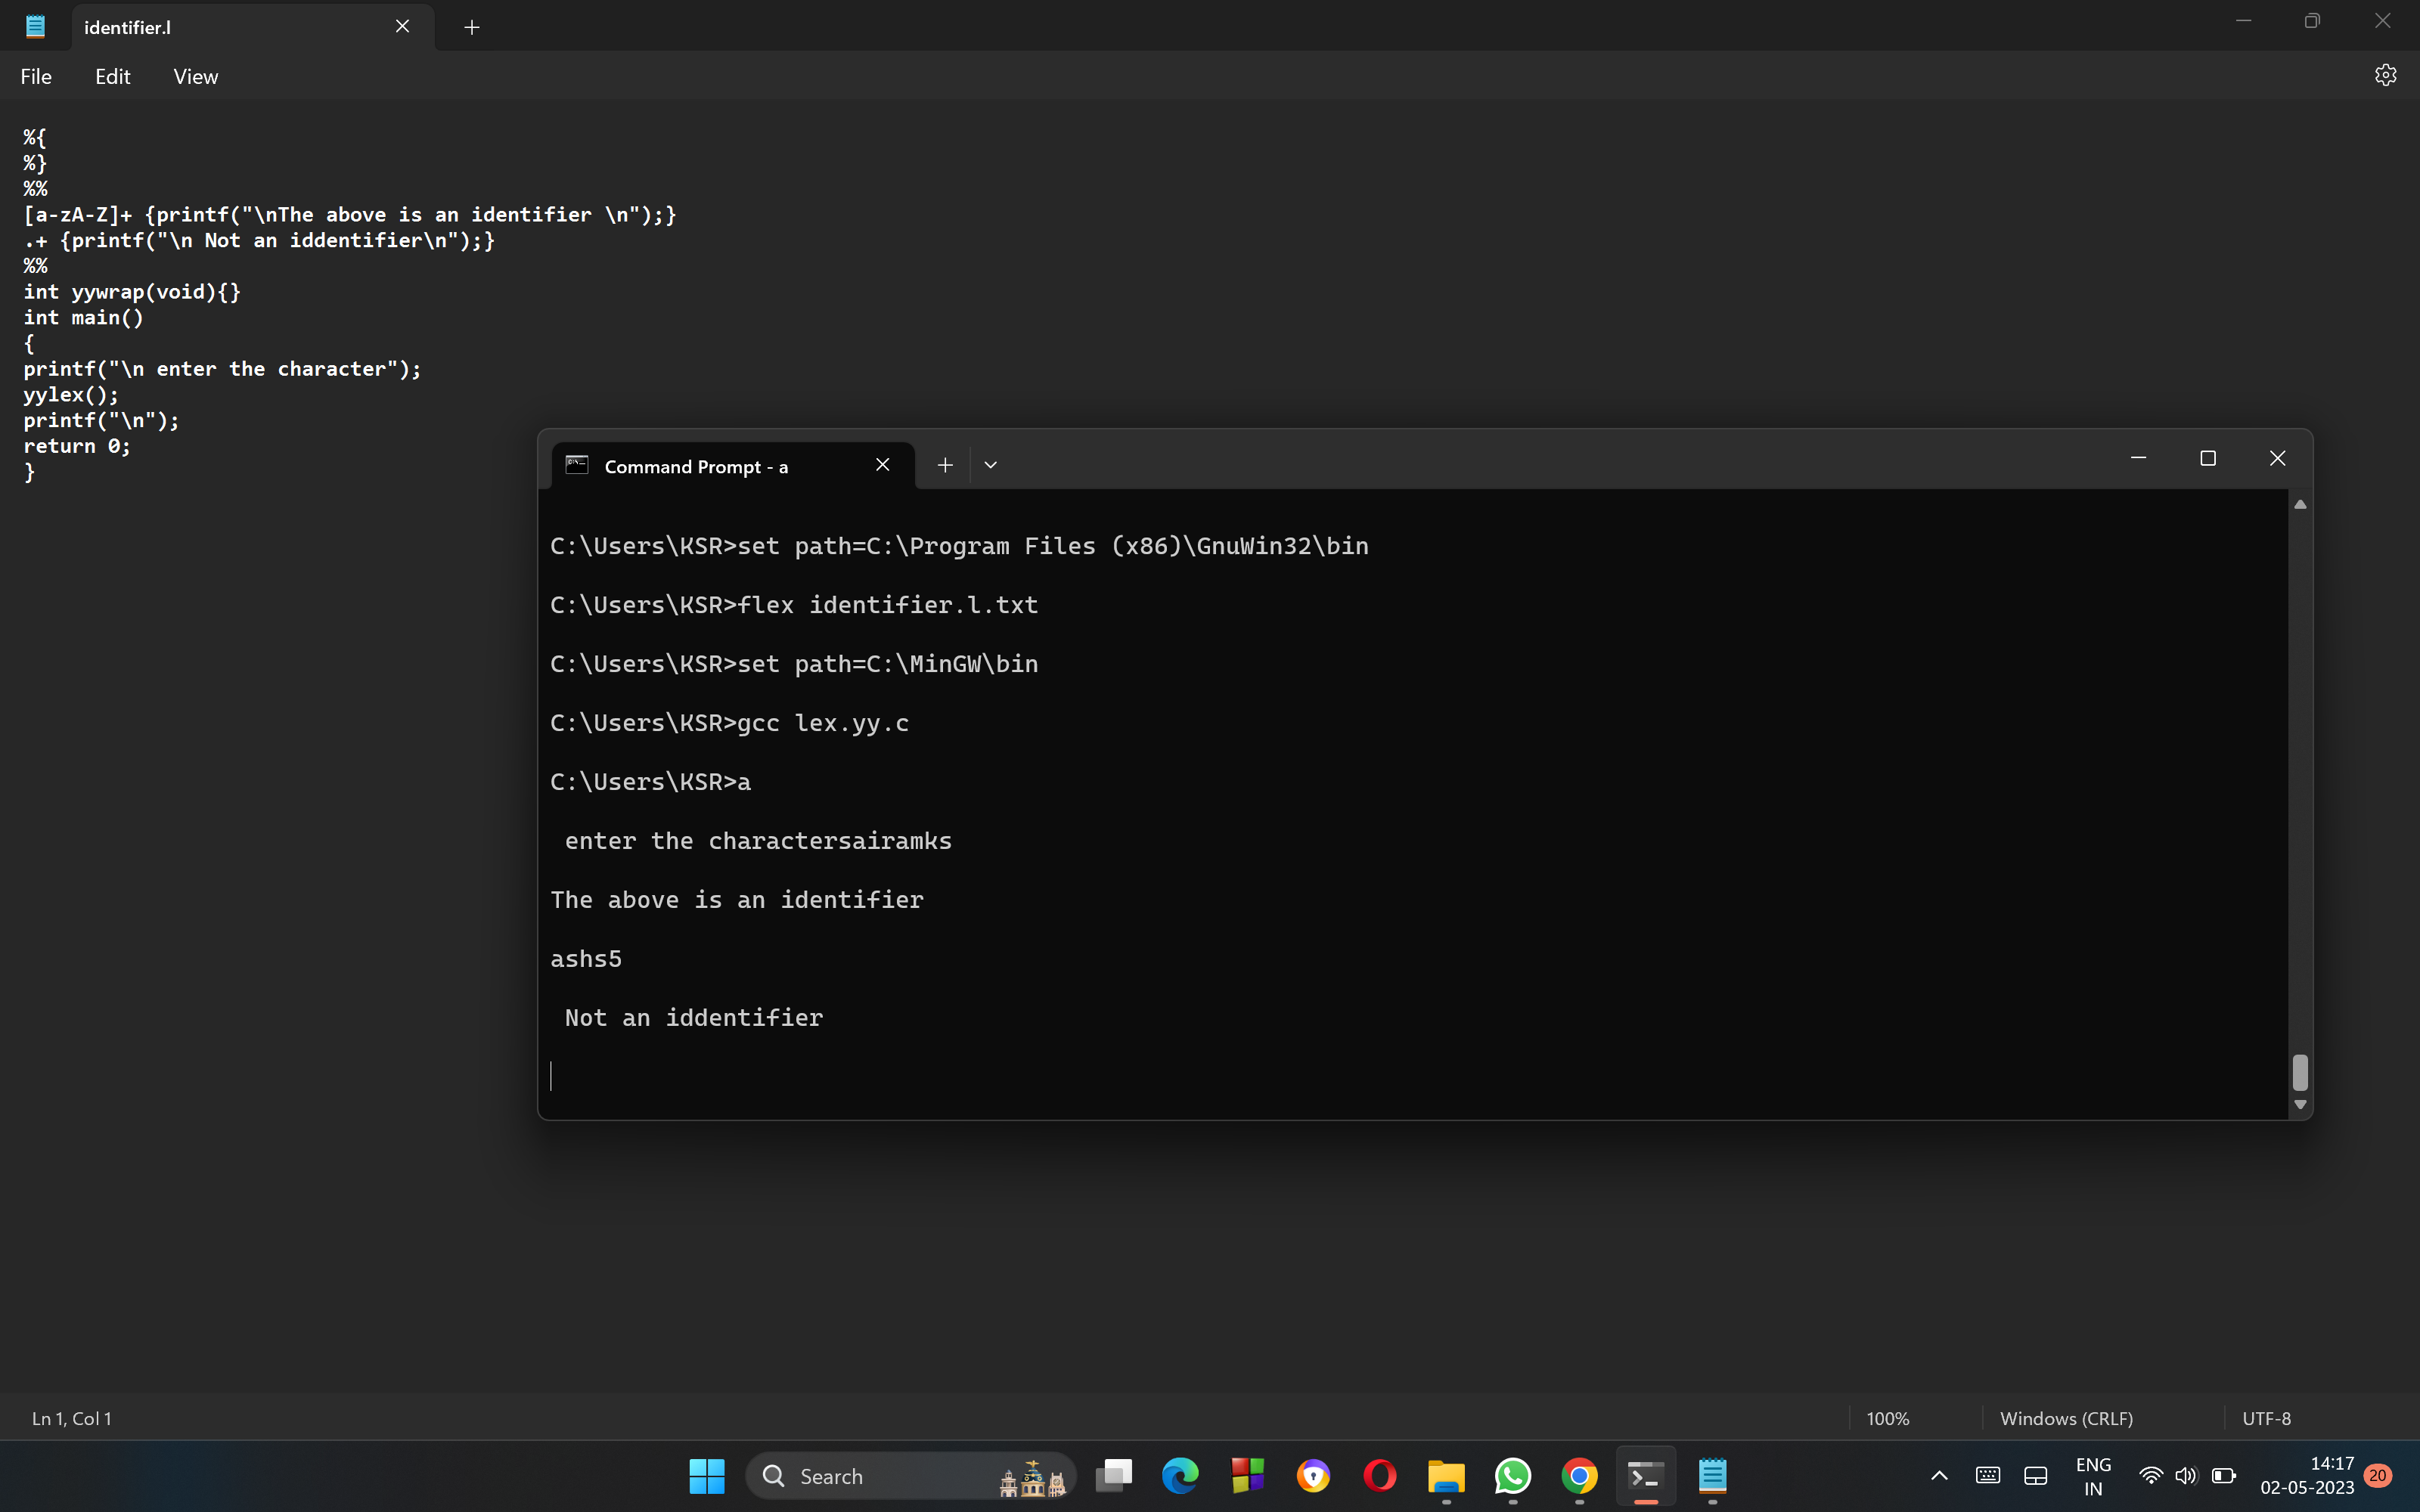 identifier.l
File Edit View
%{
%}
%%
[a-zA-Z]+ {printf("\nThe above is an identifier \n");}
.+ {printf("\n Not an iddentifier\n");}
%%
int yywrap(void){}
int main()
{
printf("\n enter the character");
yylex();
printf("\n");
return 0;
}
Command Prompt - a
C:\Users\KSR>set path=C:\Program Files (x86)\GnuWin32\bin
C:\Users\KSR>flex identifier.l.txt
C:\Users\KSR>set path=C:\MinGW\bin
C:\Users\KSR>gcc lex.yy.c
C:\Users\KSR>a
enter the charactersairamks
The above is an identifier
ashs5
Not an iddentifier
Ln 1, Col 1 100% Windows (CRLF) UTF-8
Search
ENG
IN
14:17
02-05-2023
20